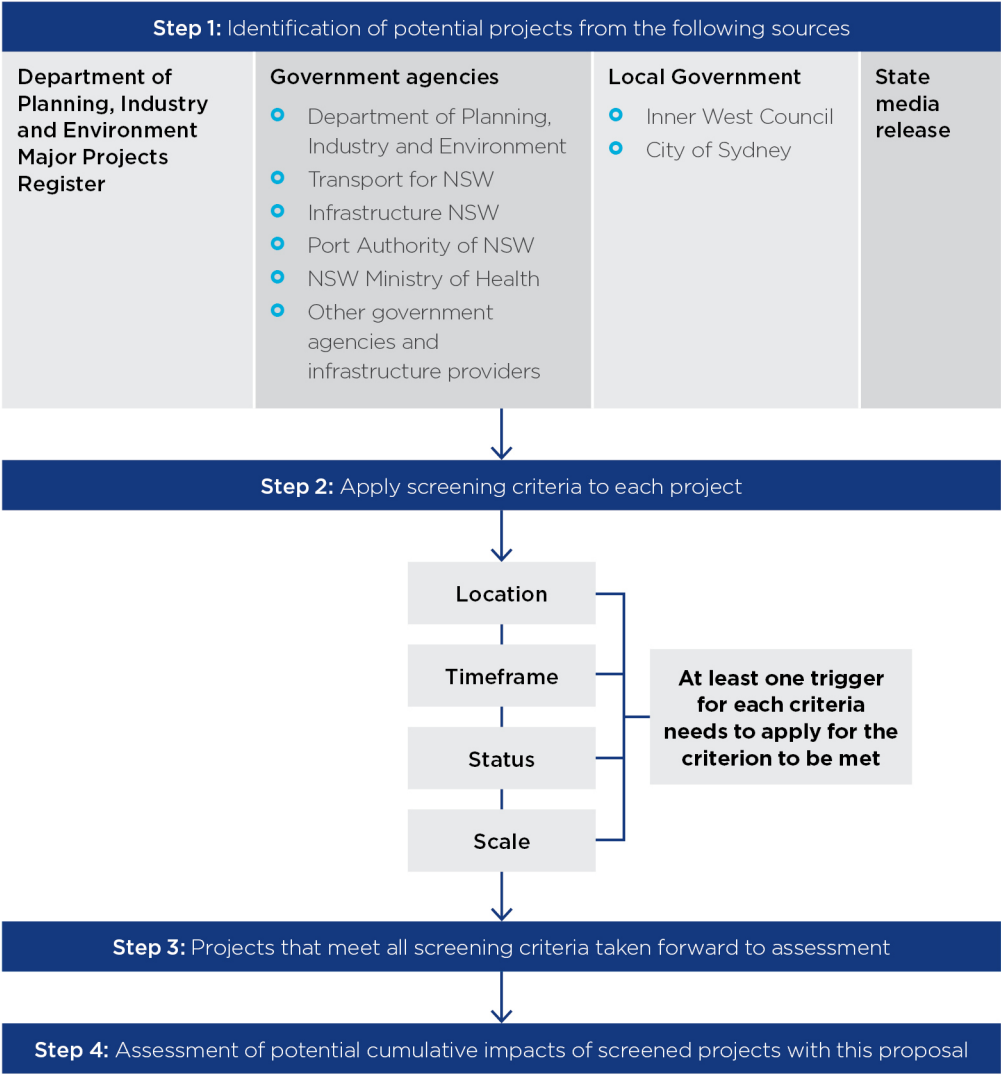 Step 1: Identification of potential projects from the following sources
Department of
Planning, Industry
and Environment
Major Projects
Register
Government agencies
Department of Planning,
Industry and Environment
Transport for NSW
Infrastructure NSW
Port Authority of NSW
NSW Ministry of Health
Other government
agencies and
infrastructure providers
Local Government
Inner West Council
City of Sydney
State
media
release
Step 2: Apply screening criteria to each project
Location
Timeframe
Status
Scale
At least one trigger
for each criteria
needs to apply for the
criterion to be met
Step 3: Projects that meet all screening criteria taken forward to assessment
Step 4: Assessment of potential cumulative impacts of screened projects with this proposal